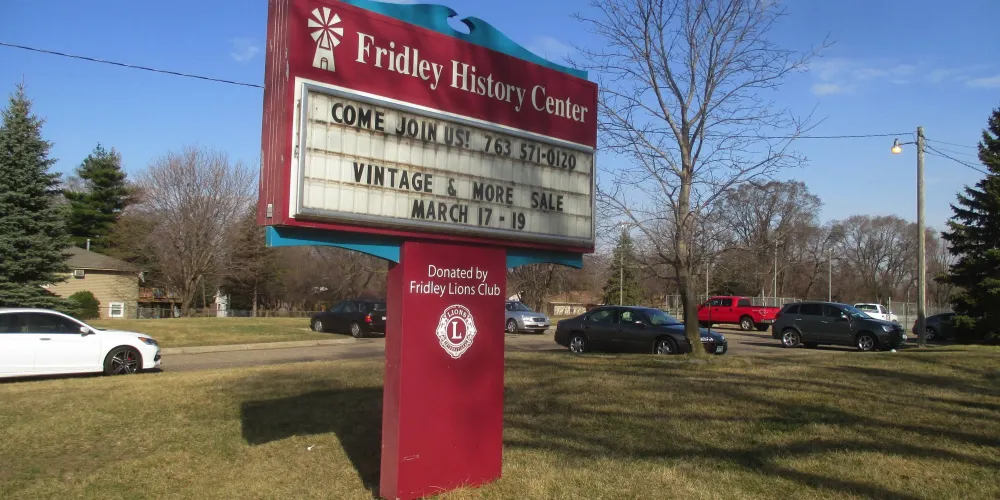 Fridley History Center
COME JOIN US! 763 571-0120
VINTAGE & MORE SALE
MARCH 17 - 19
Donated by
Fridley Lions Club
L